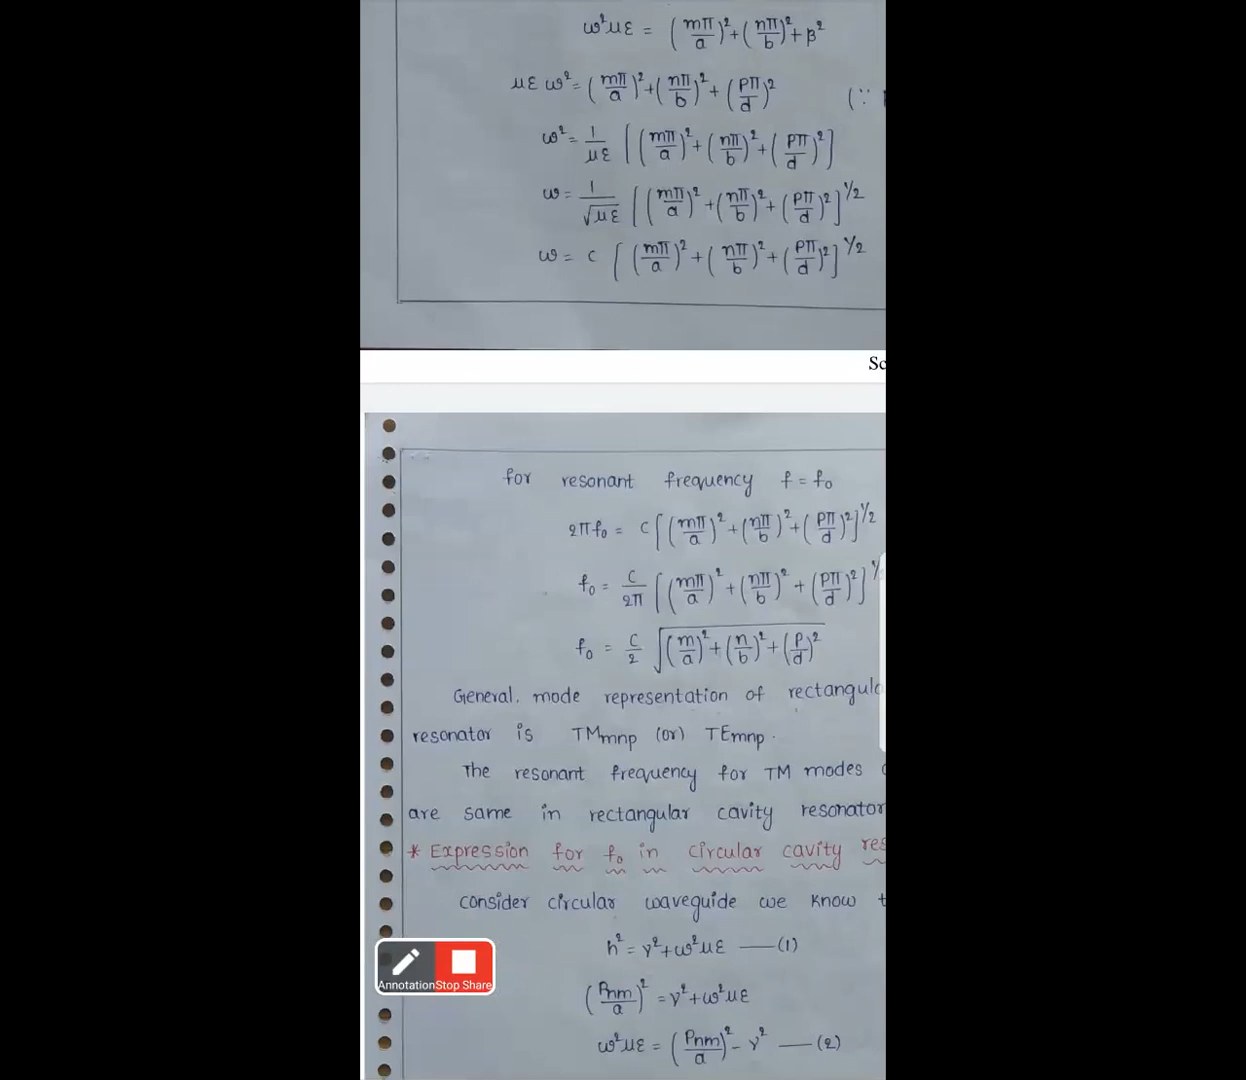 ω²με = (mπ/a)² + (nπ/b)² + β²
με ω² = (mπ/a)² + (nπ/b)² + (Pπ/d)² (∵
ω² = 1/με [(mπ/a)² + (nπ/b)² + (Pπ/d)²]
ω = 1/√με [(mπ/a)² + (nπ/b)² + (Pπ/d)²]^1/2
ω = c [(mπ/a)² + (nπ/b)² + (Pπ/d)²]^1/2
Sc
for resonant frequency f = f₀
2πf₀ = c[(mπ/a)² + (nπ/b)² + (Pπ/d)²]^1/2
f₀ = c/2π [(mπ/a)² + (nπ/b)² + (Pπ/d)²]
f₀ = c/2 √(m/a)² + (n/b)² + (P/d)²
General. mode representation of rectangula
resonator is TMmnp (or) TEmnp.
The resonant frequency for TM modes
are same in rectangular cavity resonator
* Expression for f₀ in circular cavity res
consider circular waveguide we know t
h² = γ² + ω²με —— (1)
(Pnm/a)² = γ² + ω²με
ω²με = (Pnm/a)² - γ² —— (2)
Annotation Stop Share